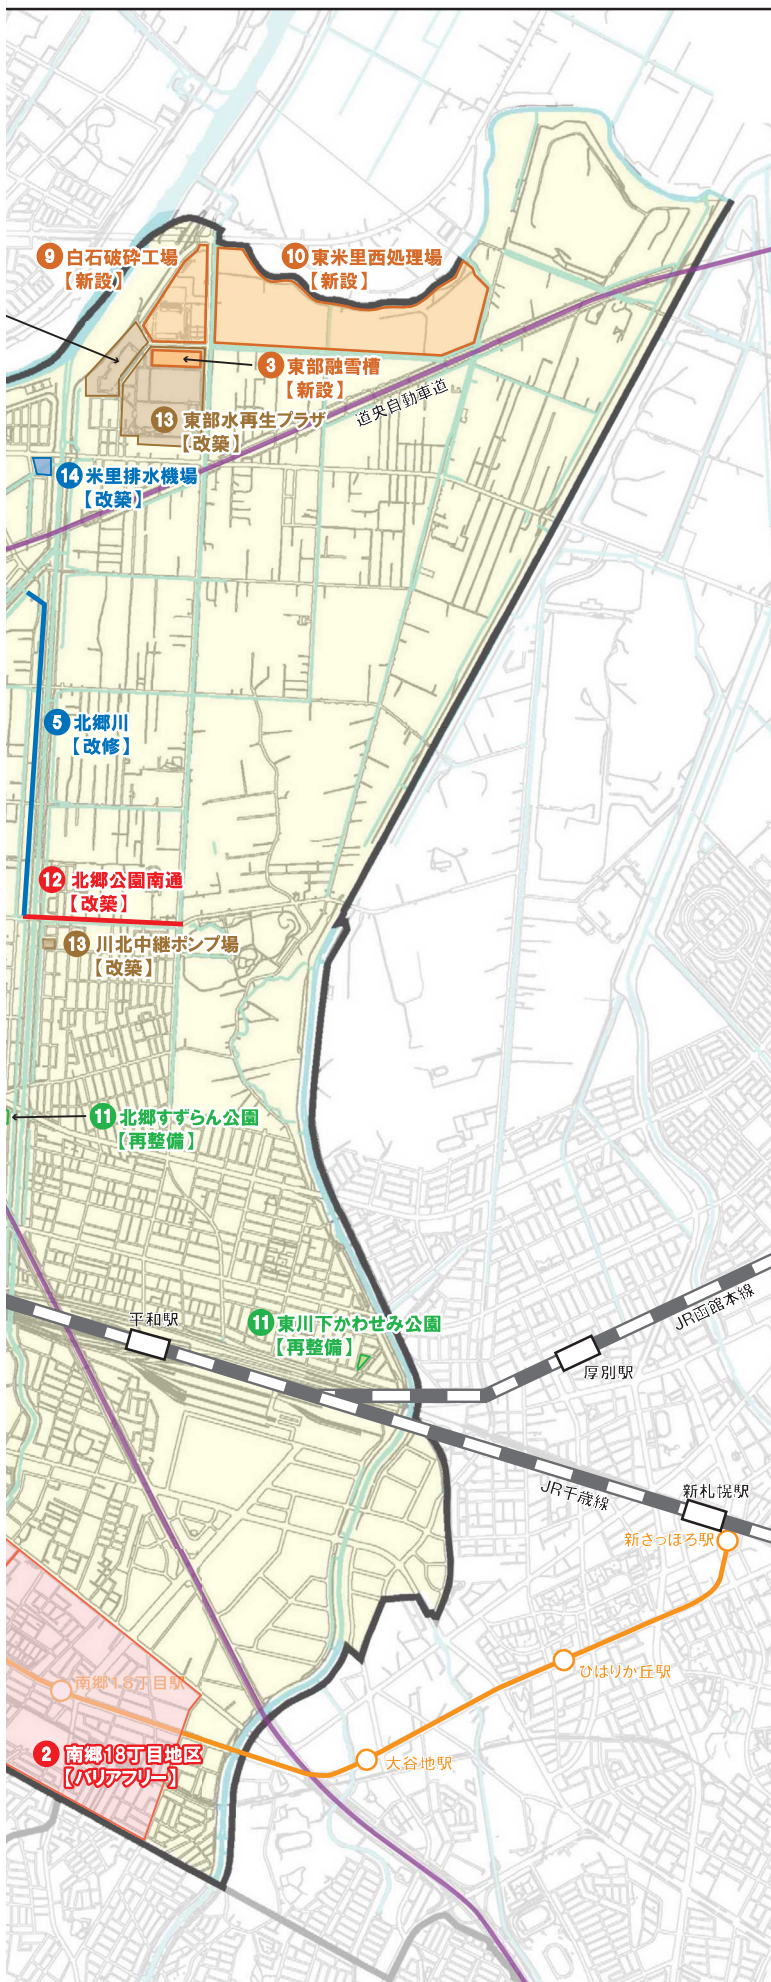 9 白石破砕工場
【新設】
10 東米里西処理場
【新設】
3 東部融雪槽
【新設】
道央自動車道
13 東部水再生プラザ
【改築】
14 米里排水機場
【改築】
5 北郷川
【改修】
12 北郷公園南通
【改築】
13 川北中継ポンプ場
【改築】
11 北郷すずらん公園
【再整備】
平和駅
11 東川下かわせみ公園
【再整備】
JR函館本線
厚別駅
JR千歳線
新札幌駅
新さっぽろ駅
ひばりが丘駅
南郷18丁目駅
2 南郷18丁目地区
【バリアフリー】
大谷地駅